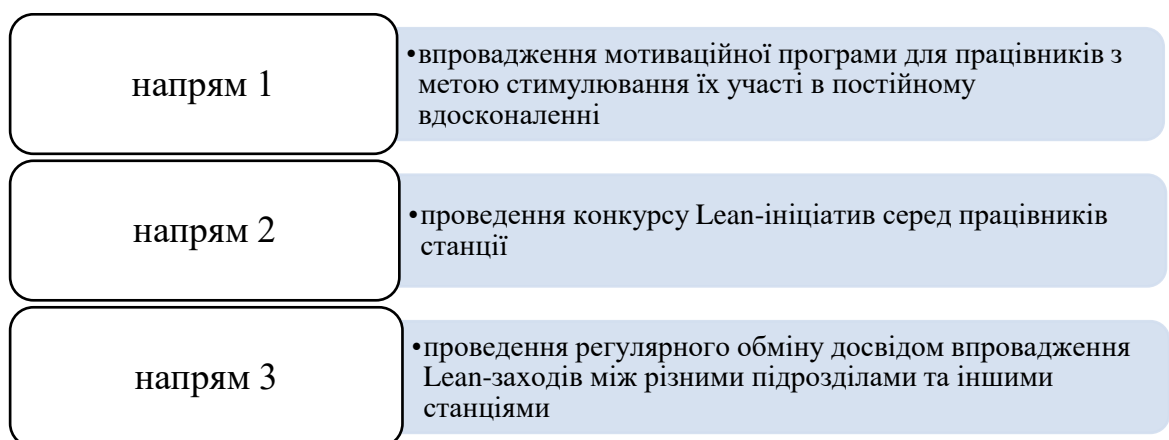 напрям 1
•впровадження мотиваційної програми для працівників з
метою стимулювання їх участі в постійному
вдосконаленні
напрям 2
•проведення конкурсу Lean-ініціатив серед працівників
станції
напрям 3
•проведення регулярного обміну досвідом впровадження
Lean-заходів між різними підрозділами та іншими
станціями